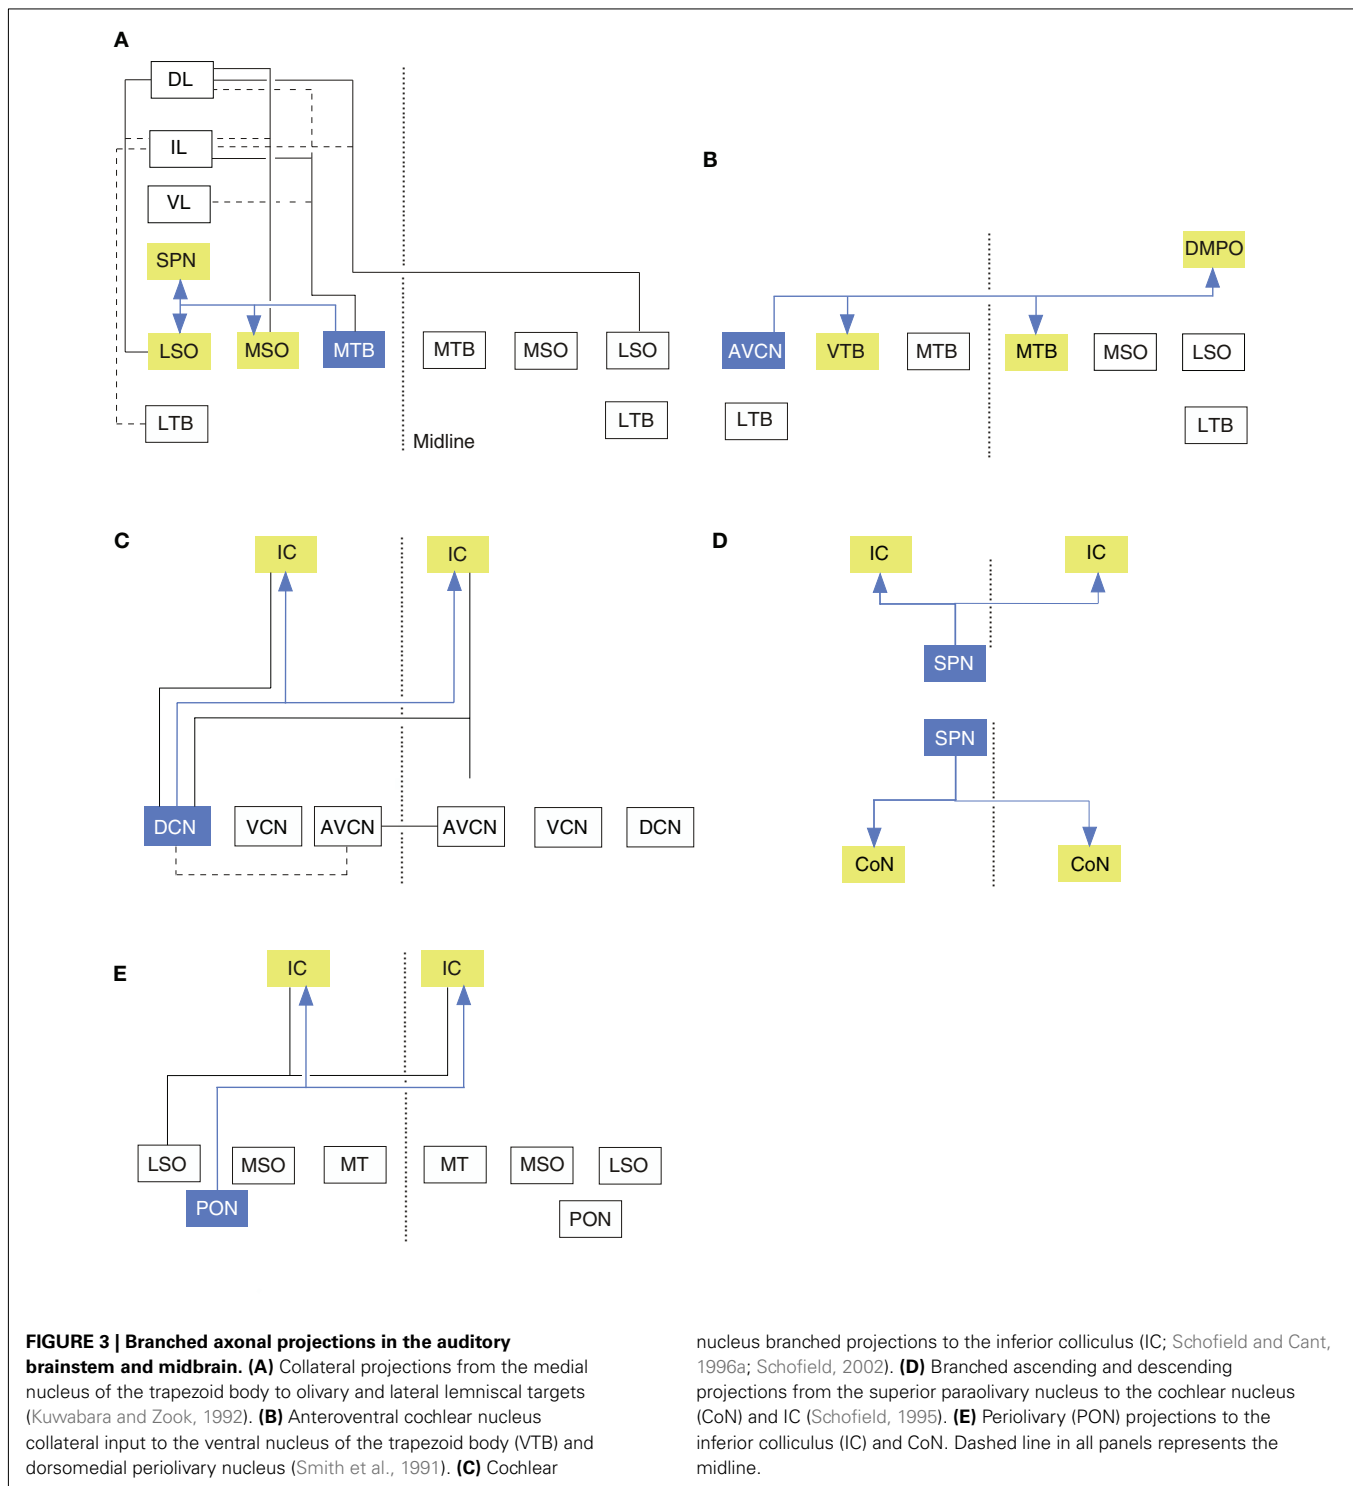 A
DL
IL
VL
SPN
LSO
MSO
MTB
MTB
MSO
LSO
LTB
LTB
Midline
B
DMPO
AVCN
VTB
MTB
MTB
MSO
LSO
LTB
LTB
C
IC
IC
DCN
VCN
AVCN
AVCN
VCN
DCN
D
IC
IC
SPN
SPN
CoN
CoN
E
IC
IC
LSO
MSO
MT
MT
MSO
LSO
PON
PON
FIGURE 3 | Branched axonal projections in the auditory
brainstem and midbrain. (A) Collateral projections from the medial
nucleus of the trapezoid body to olivary and lateral lemniscal targets
(Kuwabara and Zook, 1992). (B) Anteroventral cochlear nucleus
collateral input to the ventral nucleus of the trapezoid body (VTB) and
dorsomedial periolivary nucleus (Smith et al., 1991). (C) Cochlear
nucleus branched projections to the inferior colliculus (IC; Schofield and Cant,
1996a; Schofield, 2002). (D) Branched ascending and descending
projections from the superior paraolivary nucleus to the cochlear nucleus
(CoN) and IC (Schofield, 1995). (E) Periolivary (PON) projections to the
inferior colliculus (IC) and CoN. Dashed line in all panels represents the
midline.